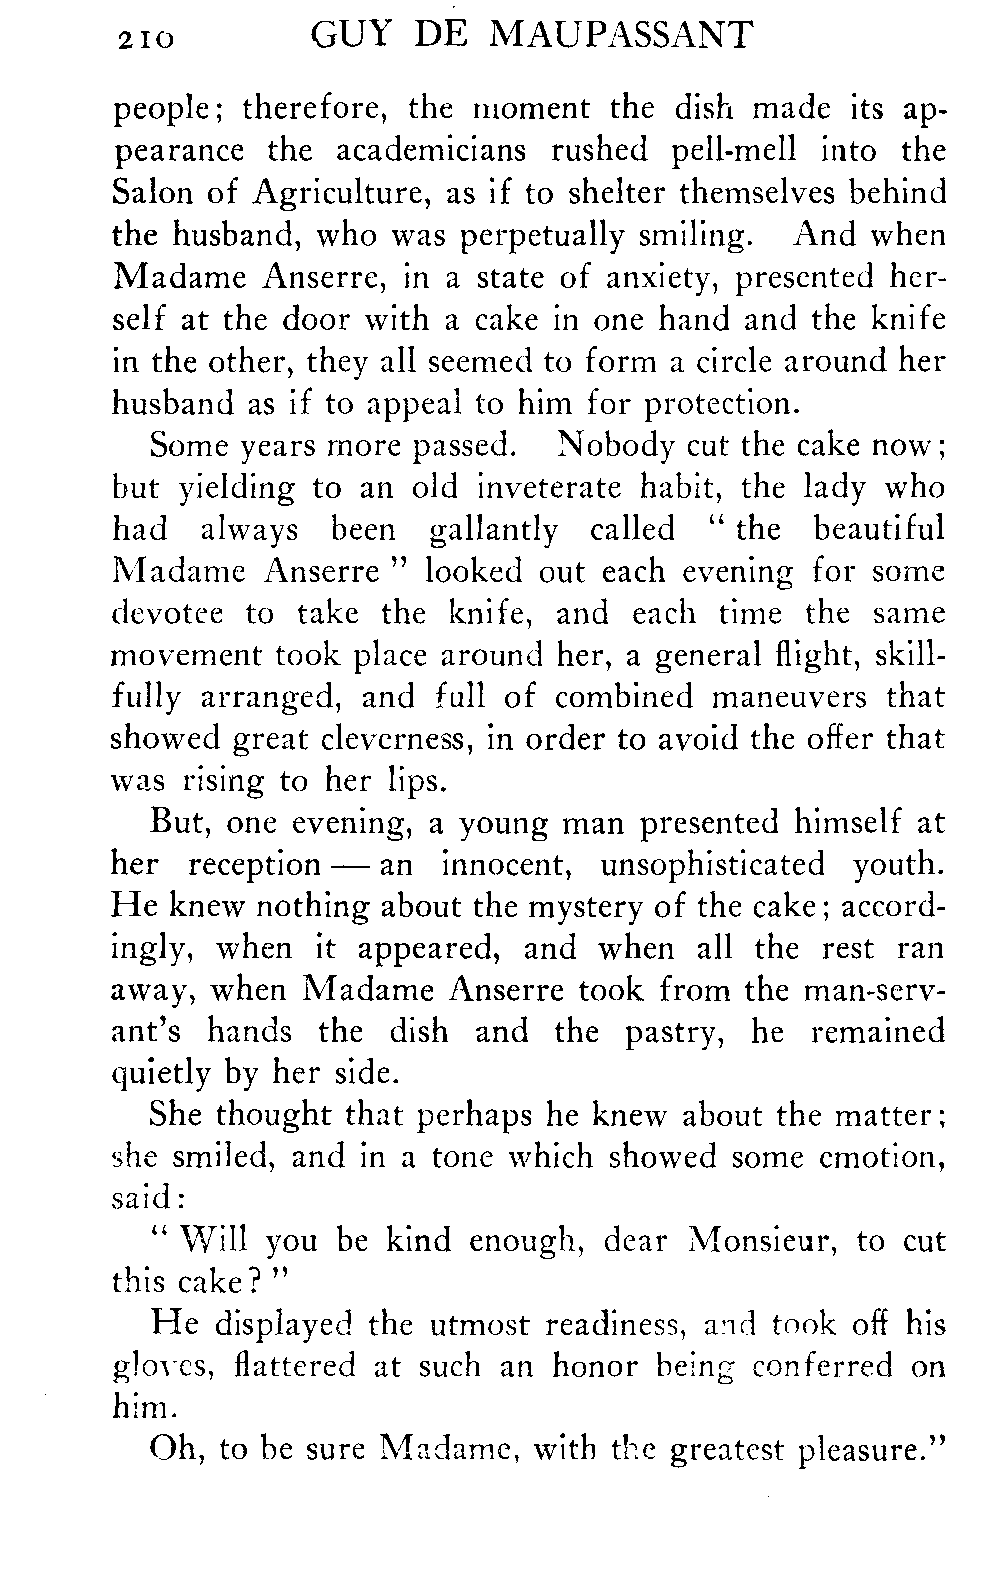 210 GUY DE MAUPASSANT
people; therefore, the moment the dish made its ap-
pearance the academicians rushed pell-mell into the
Salon of Agriculture, as if to shelter themselves behind
the husband, who was perpetually smiling. And when
Madame Anserre, in a state of anxiety, presented her-
self at the door with a cake in one hand and the knife
in the other, they all seemed to form a circle around her
husband as if to appeal to him for protection.
Some years more passed. Nobody cut the cake now;
but yielding to an old inveterate habit, the lady who
had always been gallantly called “ the beautiful
Madame Anserre ” looked out each evening for some
devotee to take the knife, and each time the same
movement took place around her, a general flight, skill-
fully arranged, and full of combined maneuvers that
showed great cleverness, in order to avoid the offer that
was rising to her lips.
But, one evening, a young man presented himself at
her reception — an innocent, unsophisticated youth.
He knew nothing about the mystery of the cake; accord-
ingly, when it appeared, and when all the rest ran
away, when Madame Anserre took from the man-serv-
ant's hands the dish and the pastry, he remained
quietly by her side.
She thought that perhaps he knew about the matter;
she smiled, and in a tone which showed some emotion,
said:
“ Will you be kind enough, dear Monsieur, to cut
this cake? ”
He displayed the utmost readiness, and took off his
gloves, flattered at such an honor being conferred on
him.
Oh, to be sure Madame, with the greatest pleasure.”